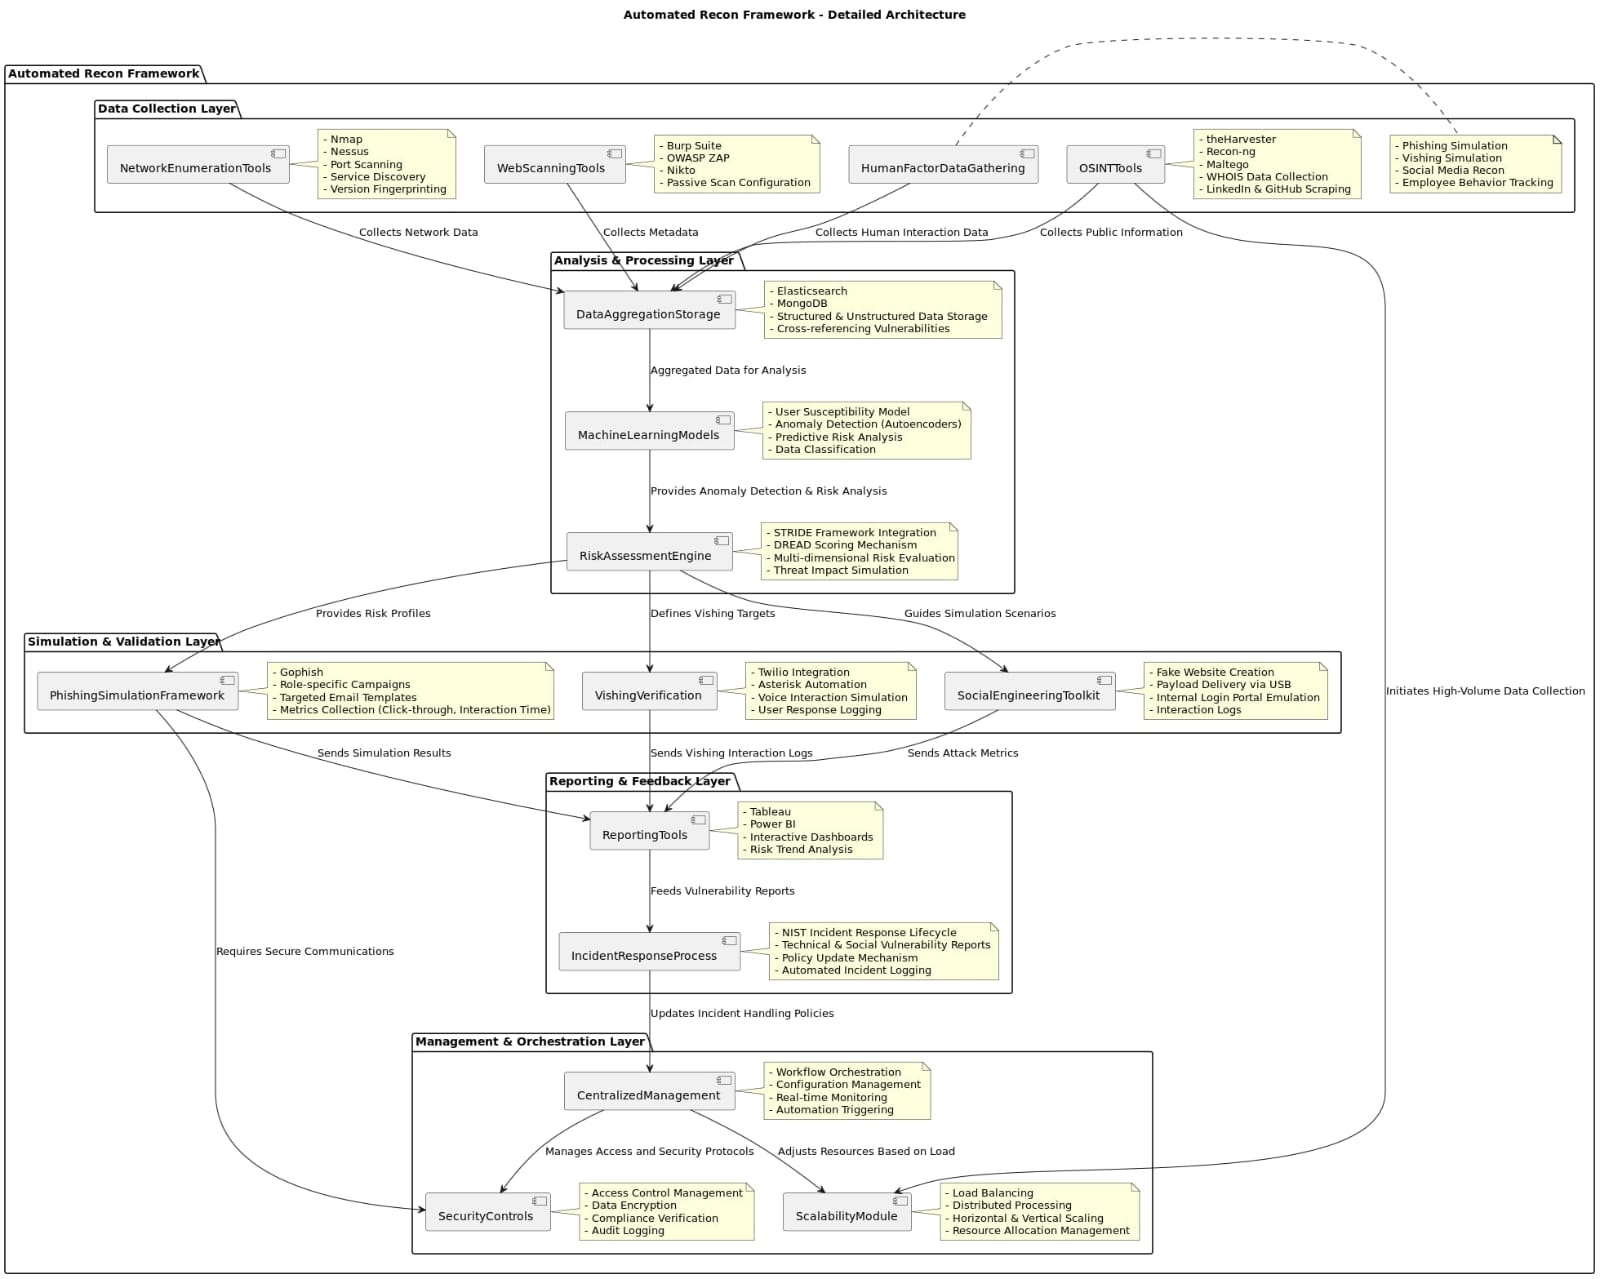 Automated Recon Framework - Detailed Architecture
Automated Recon Framework
Data Collection Layer
NetworkEnumerationTools
- Nmap
- Nessus
- Port Scanning
- Service Discovery
- Version Fingerprinting
WebScanningTools
- Burp Suite
- OWASP ZAP
- Nikto
- Passive Scan Configuration
HumanFactorDataGathering
OSINTTools
- theHarvester
- Recon-ng
- Maltego
- WHOIS Data Collection
- LinkedIn & GitHub Scraping
- Phishing Simulation
- Vishing Simulation
- Social Media Recon
- Employee Behavior Tracking
Collects Network Data
Collects Metadata
Collects Human Interaction Data
Collects Public Information
Analysis & Processing Layer
DataAggregationStorage
- Elasticsearch
- MongoDB
- Structured & Unstructured Data Storage
- Cross-referencing Vulnerabilities
Aggregated Data for Analysis
MachineLearningModels
- User Susceptibility Model
- Anomaly Detection (Autoencoders)
- Predictive Risk Analysis
- Data Classification
Provides Anomaly Detection & Risk Analysis
RiskAssessmentEngine
- STRIDE Framework Integration
- DREAD Scoring Mechanism
- Multi-dimensional Risk Evaluation
- Threat Impact Simulation
Provides Risk Profiles
Defines Vishing Targets
Guides Simulation Scenarios
Simulation & Validation Layer
PhishingSimulationFramework
- Gophish
- Role-specific Campaigns
- Targeted Email Templates
- Metrics Collection (Click-through, Interaction Time)
VishingVerification
- Twilio Integration
- Asterisk Automation
- Voice Interaction Simulation
- User Response Logging
SocialEngineeringToolkit
- Fake Website Creation
- Payload Delivery via USB
- Internal Login Portal Emulation
- Interaction Logs
Initiates High-Volume Data Collection
Sends Simulation Results
Sends Vishing Interaction Logs
Sends Attack Metrics
Reporting & Feedback Layer
ReportingTools
- Tableau
- Power BI
- Interactive Dashboards
- Risk Trend Analysis
Feeds Vulnerability Reports
IncidentResponseProcess
- NIST Incident Response Lifecycle
- Technical & Social Vulnerability Reports
- Policy Update Mechanism
- Automated Incident Logging
Requires Secure Communications
Updates Incident Handling Policies
Management & Orchestration Layer
CentralizedManagement
- Workflow Orchestration
- Configuration Management
- Real-time Monitoring
- Automation Triggering
Manages Access and Security Protocols
Adjusts Resources Based on Load
SecurityControls
- Access Control Management
- Data Encryption
- Compliance Verification
- Audit Logging
ScalabilityModule
- Load Balancing
- Distributed Processing
- Horizontal & Vertical Scaling
- Resource Allocation Management